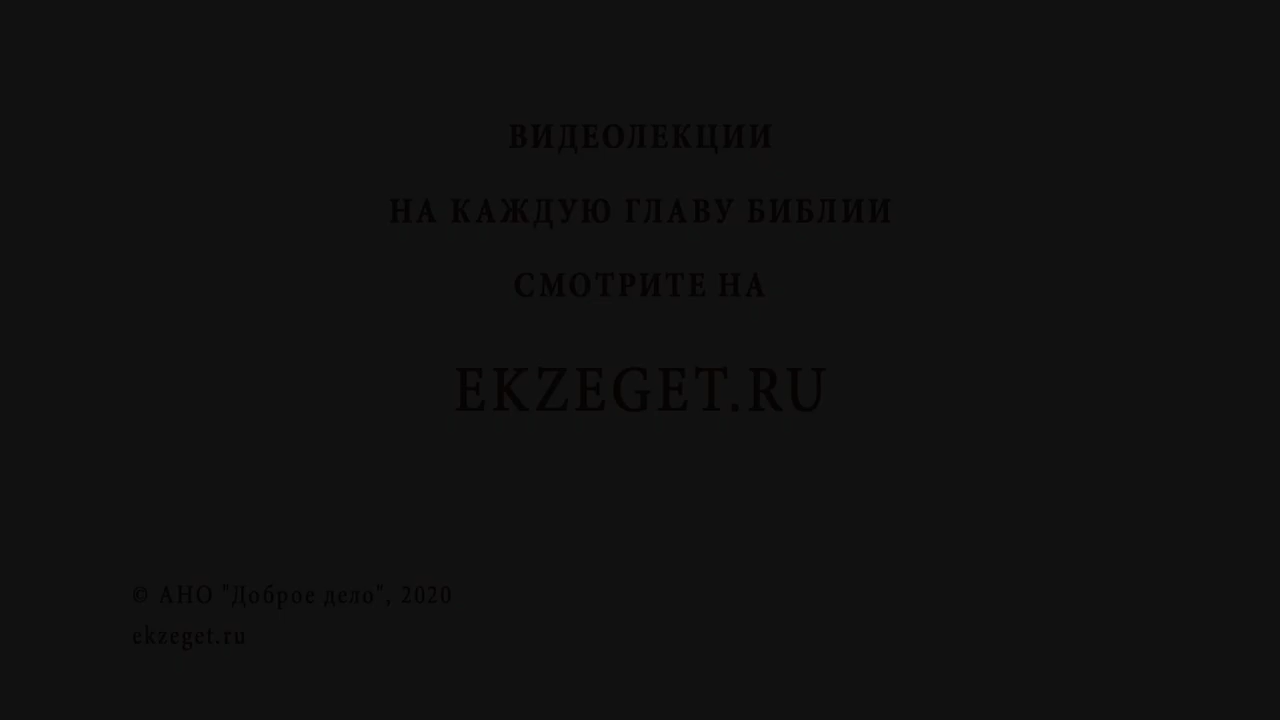 ВИДЕОЛЕКЦИИ
НА КАЖДУЮ ГЛАВУ БИБЛИИ
СМОТРИТЕ НА
EKZEGET.RU
© АНО "Доброе дело", 2020
ekzeget.ru